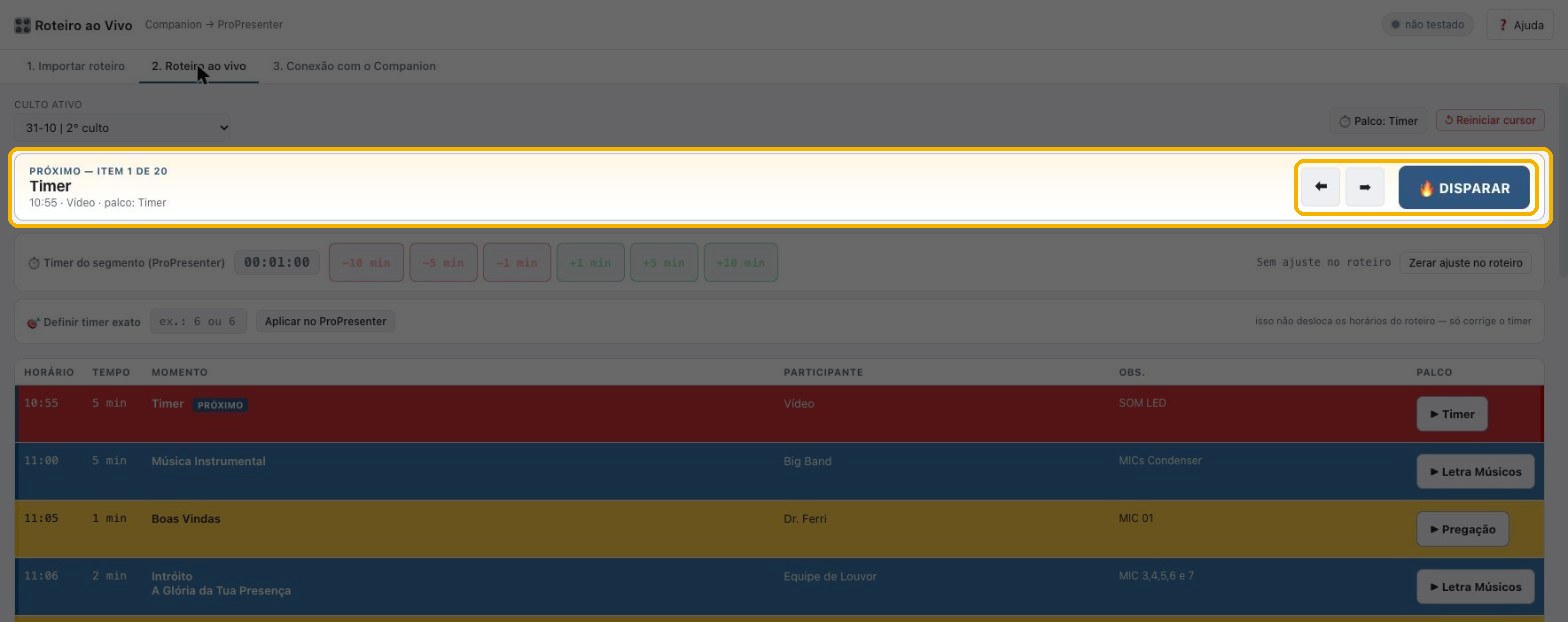 Roteiro ao Vivo Companion → ProPresenter não testado ❓ Ajuda
1. Importar roteiro 2. Roteiro ao vivo 3. Conexão com o Companion
CULTO ATIVO
31-10 | 2° culto ⏱ Palco: Timer ↺ Reiniciar cursor
PRÓXIMO — ITEM 1 DE 20
Timer
10:55 · Vídeo · palco: Timer
⬅ ➡ 🔥 DISPARAR
⏱ Timer do segmento (ProPresenter) 00:01:00 −10 min −5 min −1 min +1 min +5 min +10 min Sem ajuste no roteiro Zerar ajuste no roteiro
🎯 Definir timer exato ex.: 6 ou 6 Aplicar no ProPresenter isso não desloca os horários do roteiro — só corrige o timer
HORÁRIO TEMPO MOMENTO PARTICIPANTE OBS. PALCO
10:55 5 min Timer PRÓXIMO Vídeo SOM LED ▶ Timer
11:00 5 min Música Instrumental Big Band MICs Condenser ▶ Letra Músicos
11:05 1 min Boas Vindas Dr. Ferri MIC 01 ▶ Pregação
11:06 2 min Intróito Equipe de Louvor MIC 3,4,5,6 e 7 ▶ Letra Músicos
A Glória da Tua Presença